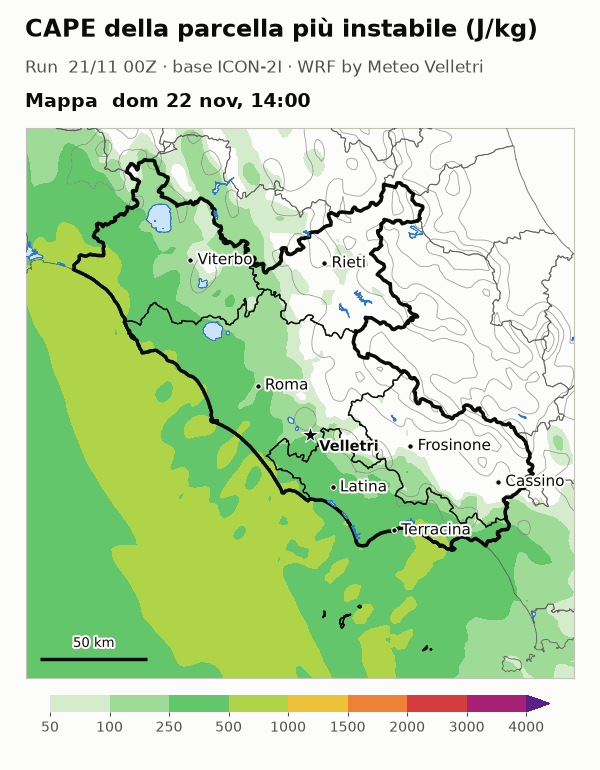 CAPE della parcella più instabile (J/kg)
Run  21/11 00Z · base ICON-2I · WRF by Meteo Velletri
Mappa  dom 22 nov, 14:00
Viterbo
Rieti
Roma
Velletri
Frosinone
Cassino
Latina
Terracina
50 km
50 100 250 500 1000 1500 2000 3000 4000